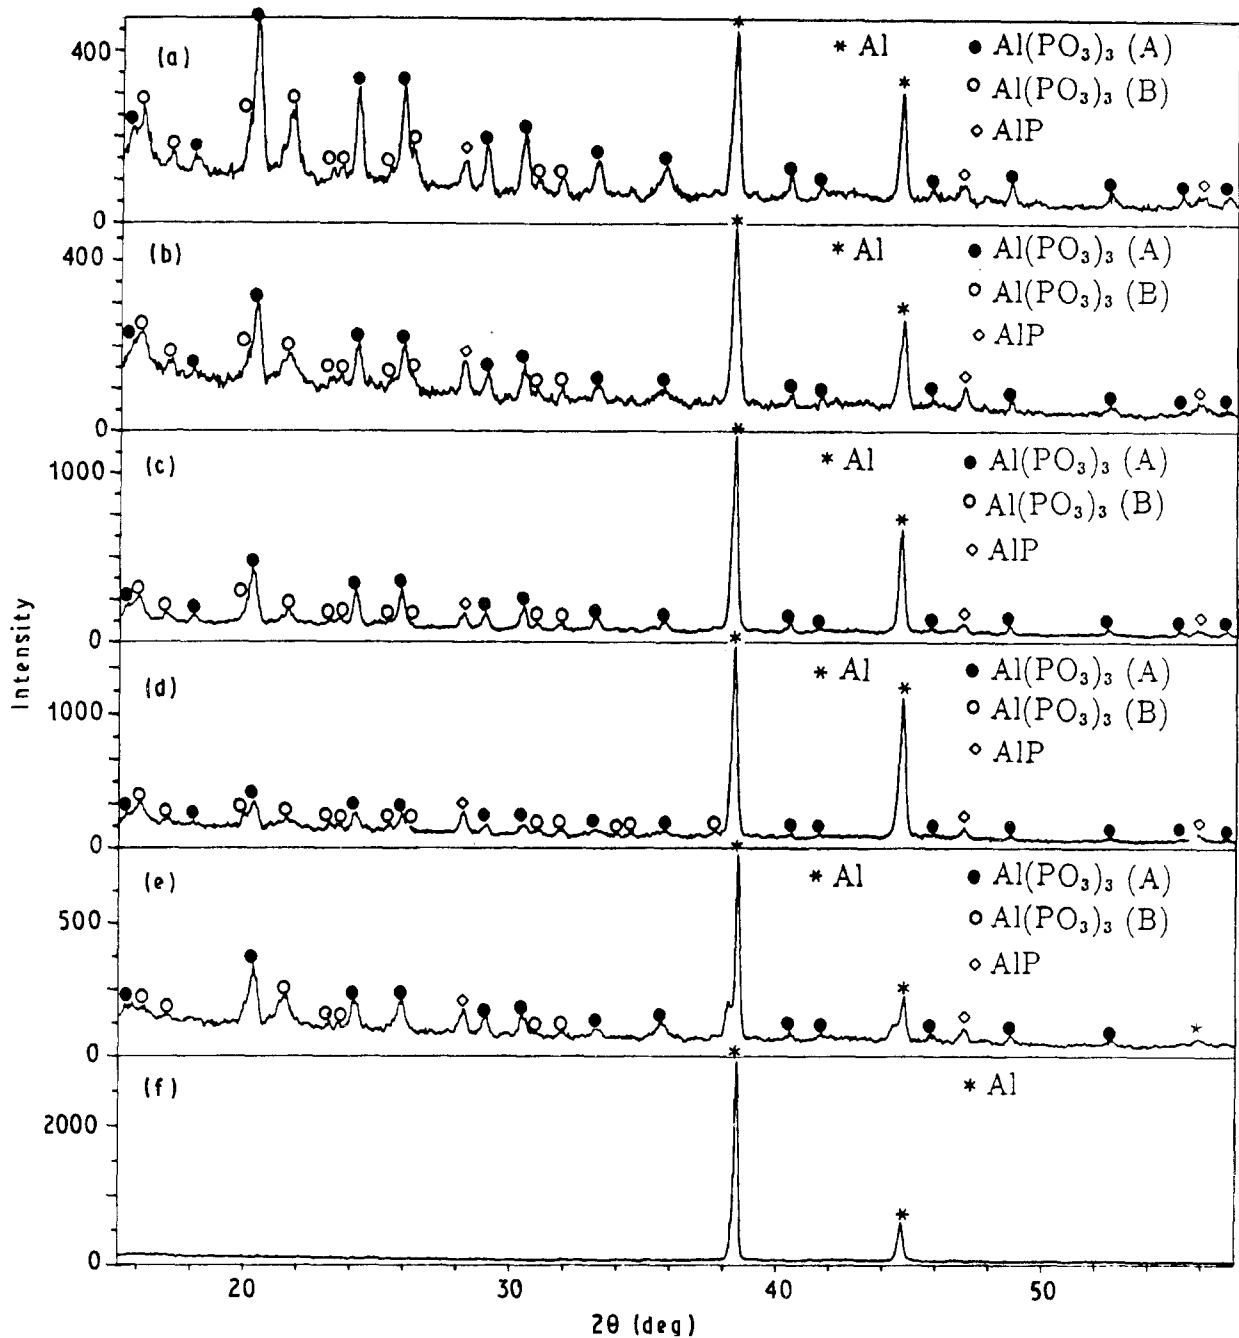 400
0
(a)
* Al
● Al(PO₃)₃ (A)
○ Al(PO₃)₃ (B)
◇ AlP
400
200
0
(b)
* Al
● Al(PO₃)₃ (A)
○ Al(PO₃)₃ (B)
◇ AlP
1000
0
(c)
* Al
● Al(PO₃)₃ (A)
○ Al(PO₃)₃ (B)
◇ AlP
1000
0
(d)
* Al
● Al(PO₃)₃ (A)
○ Al(PO₃)₃ (B)
◇ AlP
500
0
(e)
* Al
● Al(PO₃)₃ (A)
○ Al(PO₃)₃ (B)
◇ AlP
2000
0
(f)
* Al
Intensity
20 30 40 50
2θ (deg)